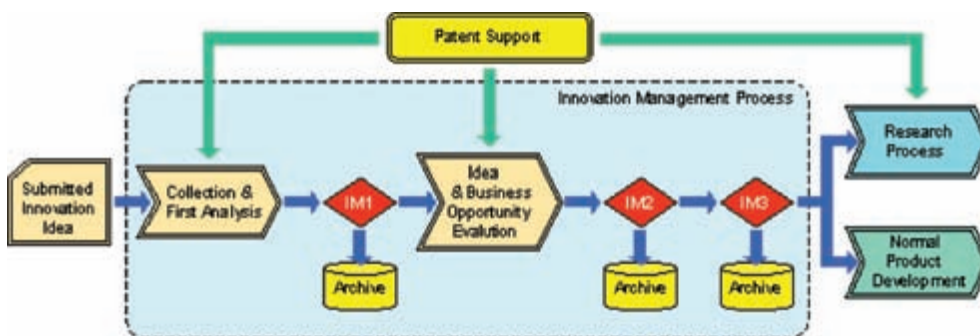 Patent Support
Innovation Management Process
Submitted
Innovation
Idea
Collection &
First Analysis
IM1
Archive
Idea
& Business
Opportunity
Evalution
IM2
Archive
IM3
Archive
Research
Process
Normal
Product
Development